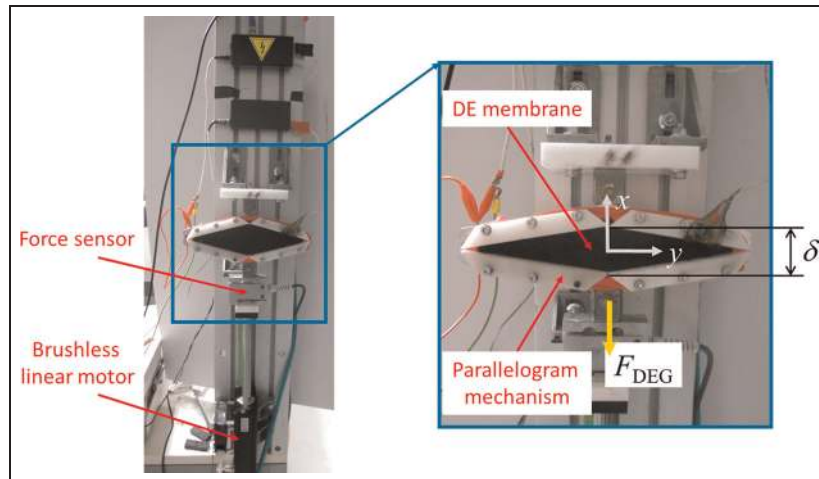 DE membrane
x
y
δ
Force sensor
Brushless
linear motor
Parallelogram
mechanism
F_DEG